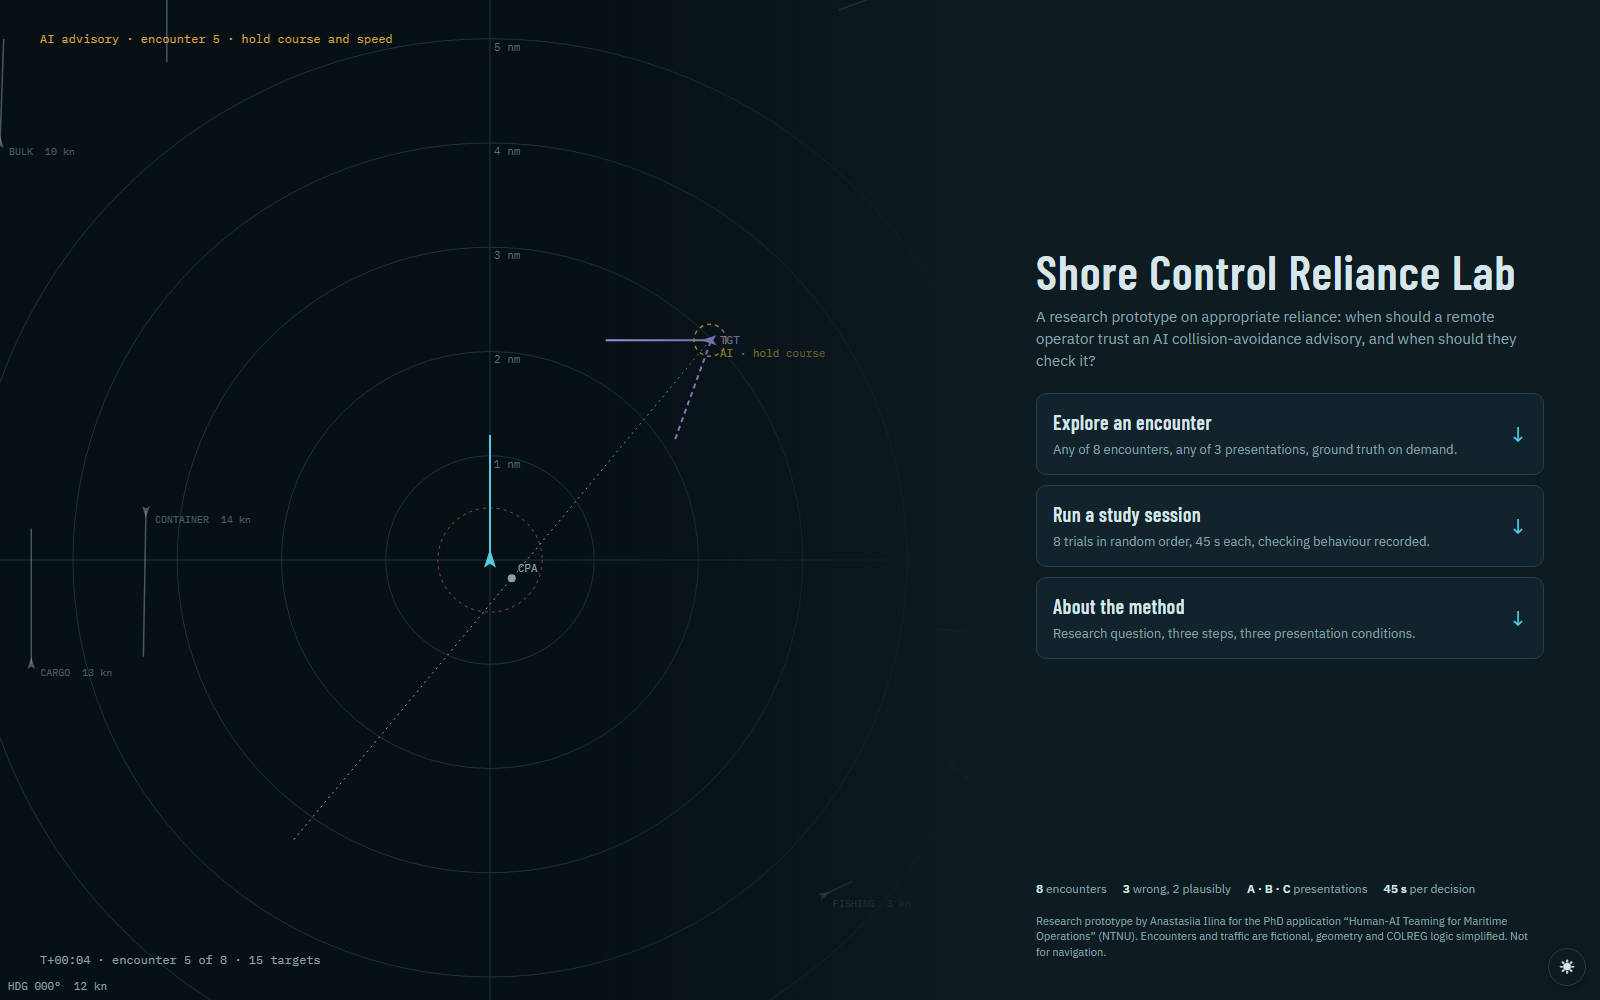 AI advisory · encounter 5 · hold course and speed
5 nm
4 nm
BULK 10 kn
3 nm
TGT
AI · hold course
2 nm
1 nm
CONTAINER 14 kn
CPA
CARGO 13 kn
FISHING 3 kn
T+00:04 · encounter 5 of 8 · 15 targets
HDG 000° 12 kn
Shore Control Reliance Lab
A research prototype on appropriate reliance: when should a remote
operator trust an AI collision-avoidance advisory, and when should they
check it?
Explore an encounter
Any of 8 encounters, any of 3 presentations, ground truth on demand.
↓
Run a study session
8 trials in random order, 45 s each, checking behaviour recorded.
↓
About the method
Research question, three steps, three presentation conditions.
↓
8 encounters 3 wrong, 2 plausibly A · B · C presentations 45 s per decision
Research prototype by Anastasiia Ilina for the PhD application “Human-AI Teaming for Maritime
Operations” (NTNU). Encounters and traffic are fictional, geometry and COLREG logic simplified. Not
for navigation.